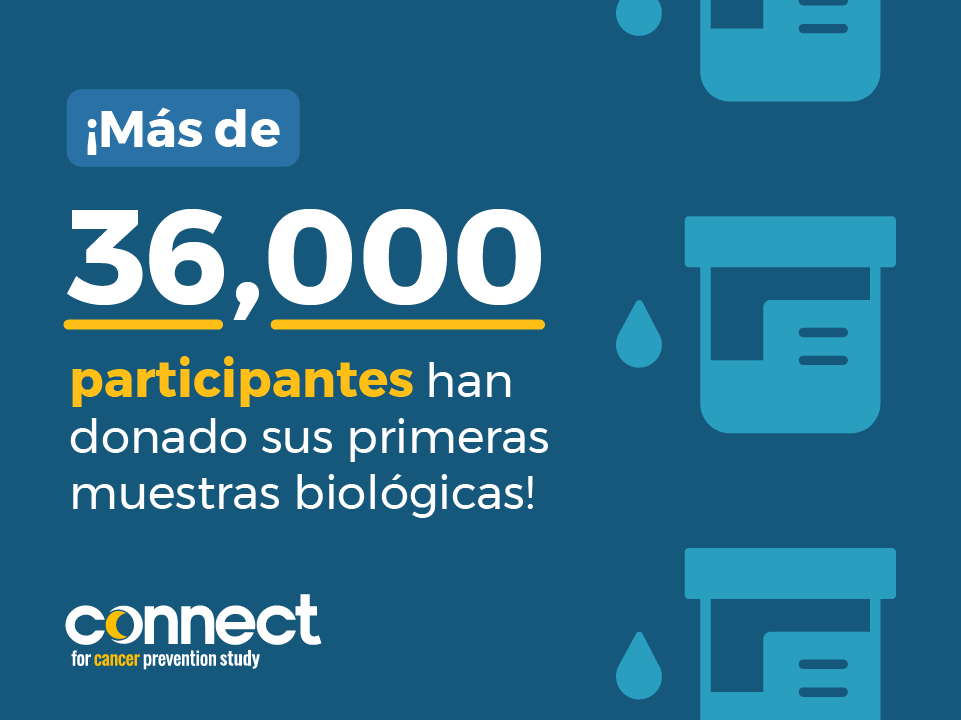 ¡Más de
36,000
participantes han
donado sus primeras
muestras biológicas!
connect
for cancer prevention study